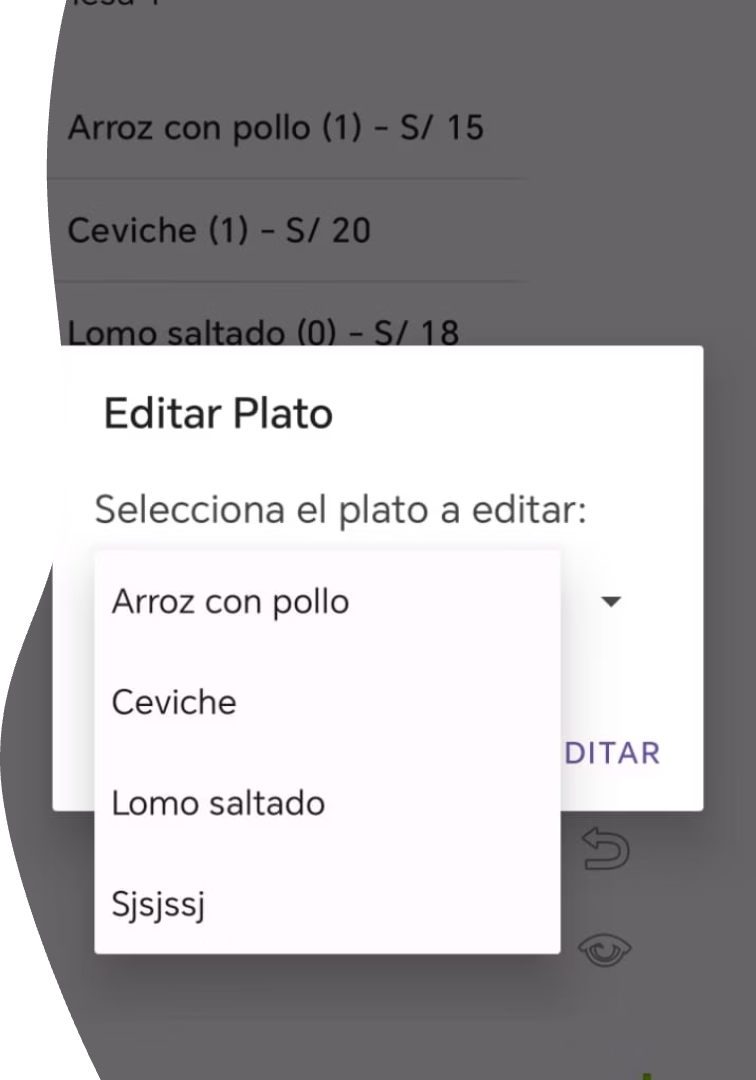 Arroz con pollo (1) - S/ 15
Ceviche (1) - S/ 20
Lomo saltado (0) - S/ 18
Editar Plato
Selecciona el plato a editar:
Arroz con pollo
Ceviche
DITAR
Lomo saltado
Sjsjssj